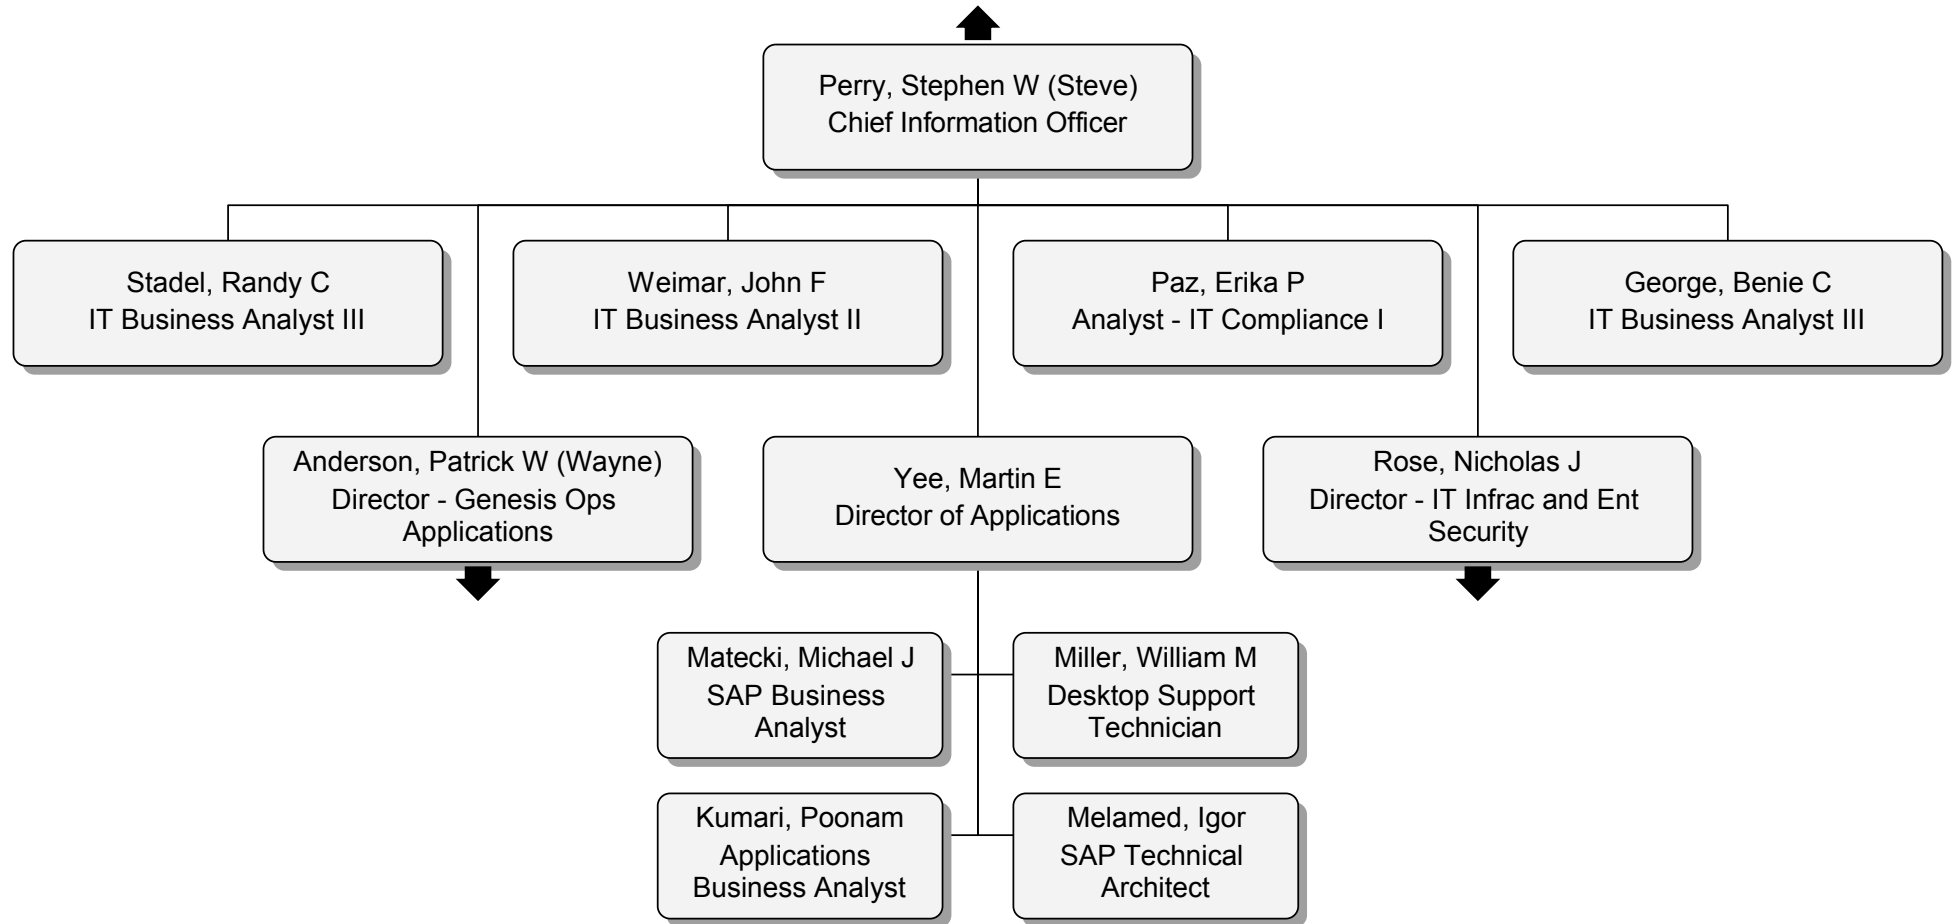 Perry, Stephen W (Steve)
Chief Information Officer
Stadel, Randy C
IT Business Analyst III
Weimar, John F
IT Business Analyst II
Paz, Erika P
Analyst - IT Compliance I
George, Benie C
IT Business Analyst III
Anderson, Patrick W (Wayne)
Director - Genesis Ops
Applications
Yee, Martin E
Director of Applications
Rose, Nicholas J
Director - IT Infrac and Ent
Security
Matecki, Michael J
SAP Business
Analyst
Miller, William M
Desktop Support
Technician
Kumari, Poonam
Applications
Business Analyst
Melamed, Igor
SAP Technical
Architect